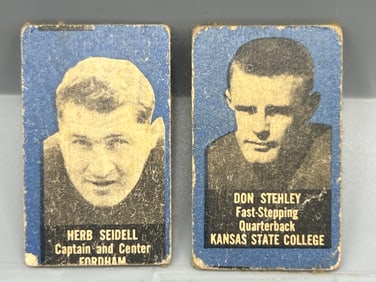 HERB SEIDELL
Captain and Center
FORDHAM
DON STEHLEY
Fast-Stepping
Quarterback
KANSAS STATE COLLEGE